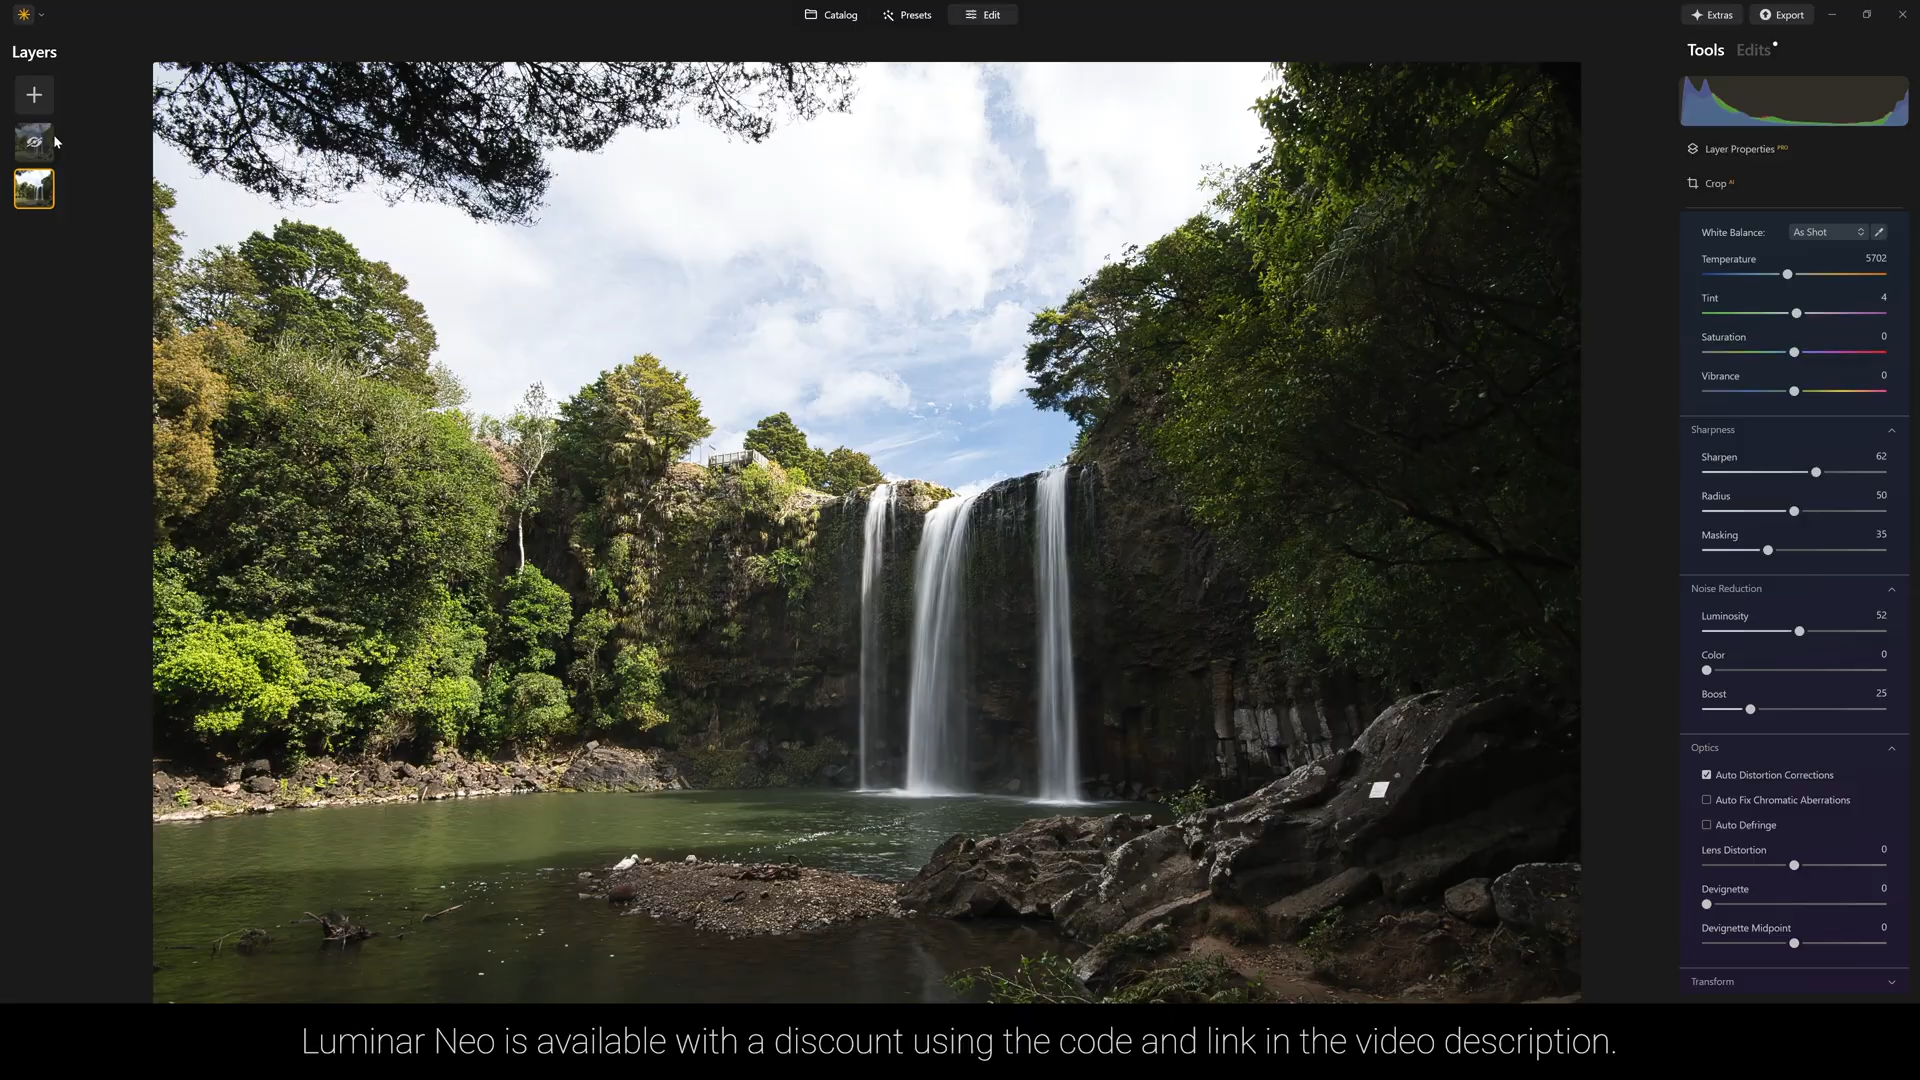 Catalog
Presets
Edit
Extras
Export
Layers
Tools
Edits
Layer Properties PRO
Crop AI
White Balance:
As Shot
Temperature
5702
Tint
4
Saturation
0
Vibrance
0
Sharpness
Sharpen
62
Radius
50
Masking
35
Noise Reduction
Luminosity
52
Color
0
Boost
25
Optics
Auto Distortion Corrections
Auto Fix Chromatic Aberrations
Auto Defringe
Lens Distortion
0
Devignette
0
Devignette Midpoint
0
Transform
Luminar Neo is available with a discount using the code and link in the video description.